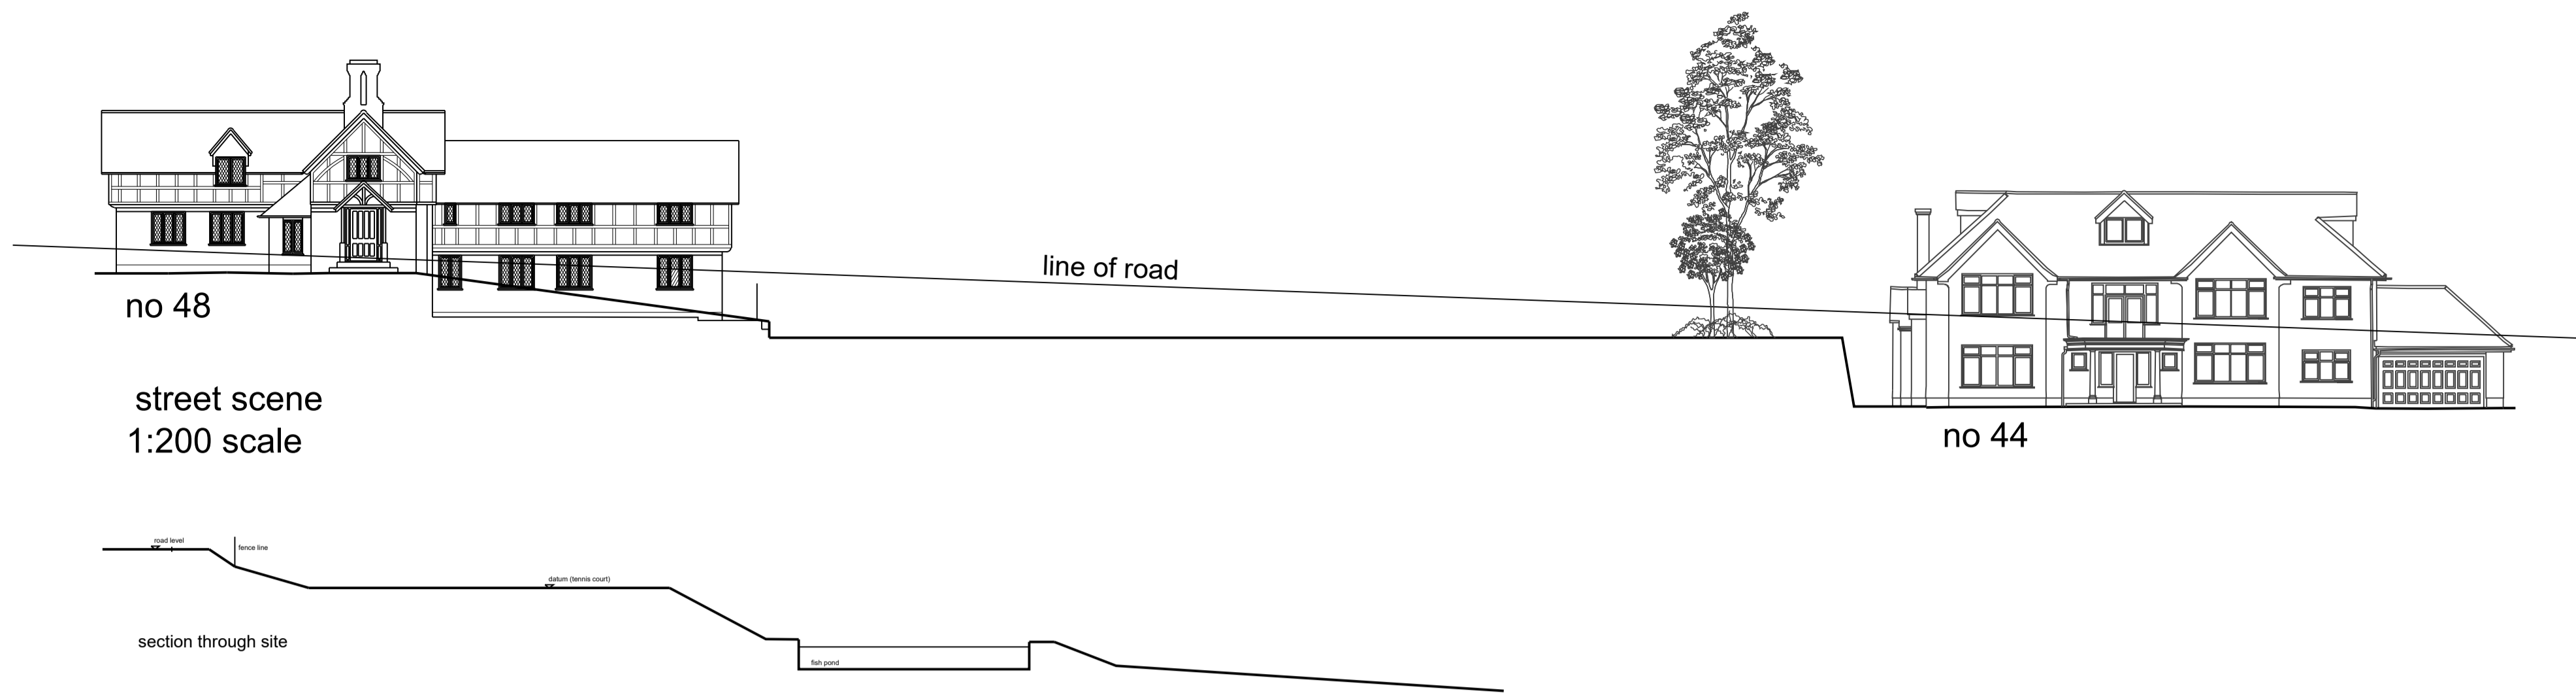 line of road
no 48
street scene
1:200 scale
no 44
road level
fence line
datum (tennis court)
section through site
fish pond